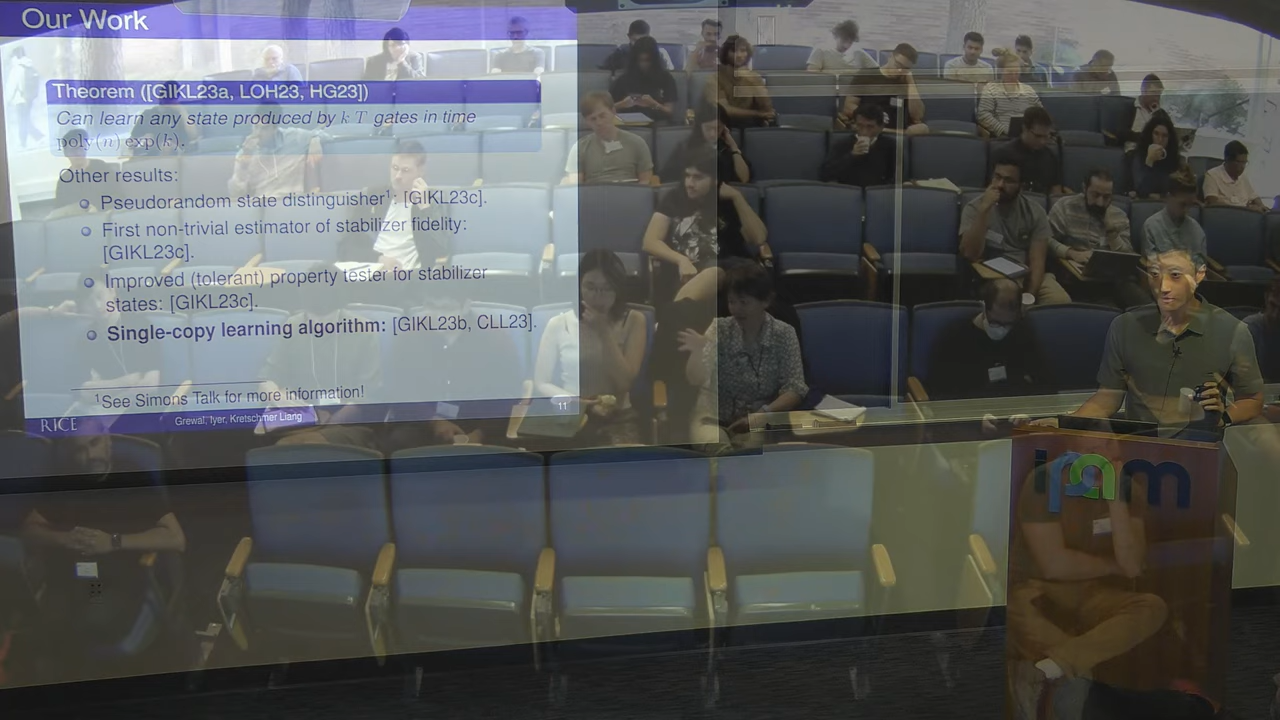 Our Work
Theorem ([GIKL23a, LOH23, HG23])
Can learn any state produced by k T gates in time
poly(n) exp(k).
Other results:
Pseudorandom state distinguisher¹: [GIKL23c].
First non-trivial estimator of stabilizer fidelity:
[GIKL23c].
Improved (tolerant) property tester for stabilizer
states: [GIKL23c].
Single-copy learning algorithm: [GIKL23b, CLL23].
¹See Simons Talk for more information!
RICE
Grewal, Iyer, Kretschmer Liang
11
ipam